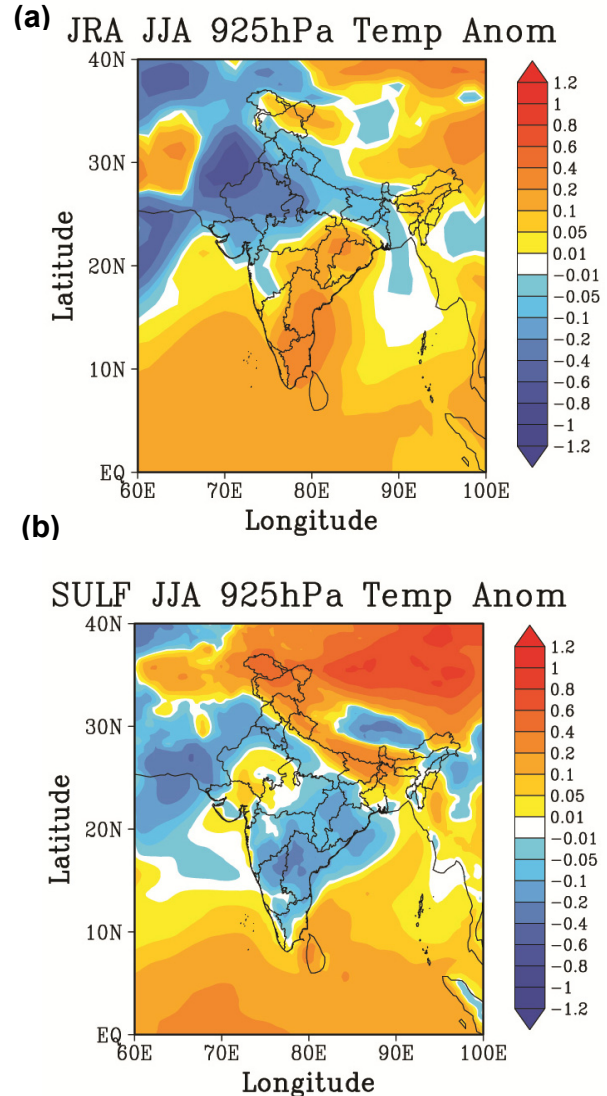 (a)
JRA JJA 925hPa Temp Anom
40N
30N
20N
10N
EQ
Latitude
60E 70E 80E 90E 100E
Longitude
1.2
1
0.8
0.6
0.4
0.2
0.1
0.05
0.01
−0.01
−0.05
−0.1
−0.2
−0.4
−0.6
−0.8
−1
−1.2
(b)
SULF JJA 925hPa Temp Anom
40N
30N
20N
10N
EQ
Latitude
60E 70E 80E 90E 100E
Longitude
1.2
1
0.8
0.6
0.4
0.2
0.1
0.05
0.01
−0.01
−0.05
−0.1
−0.2
−0.4
−0.6
−0.8
−1
−1.2